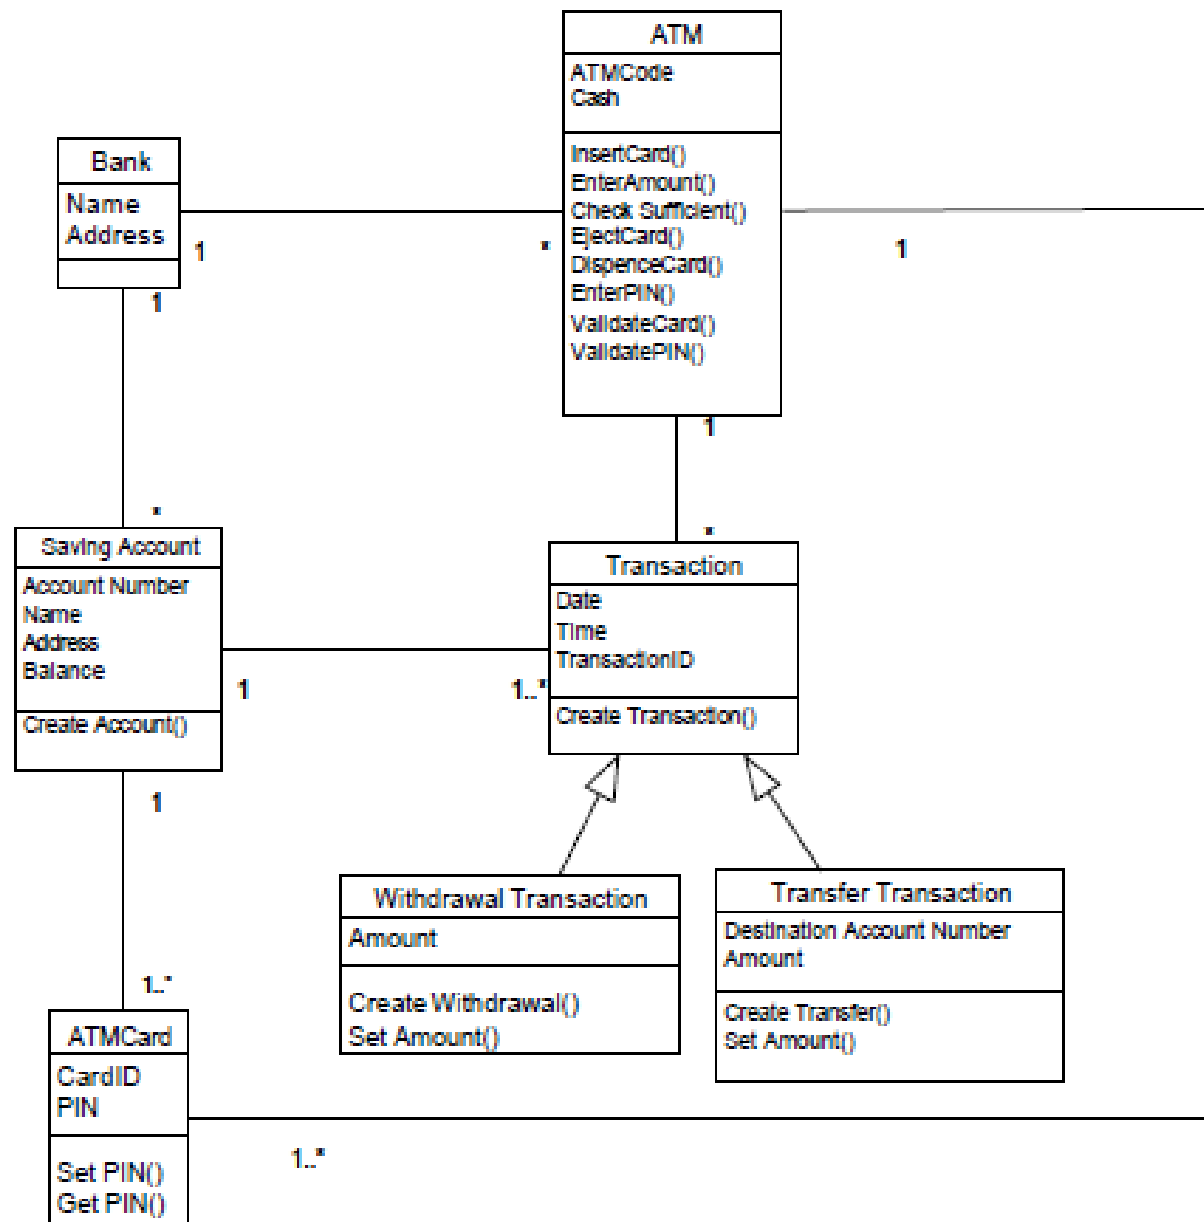 ATM
ATMCode
Cash
InsertCard()
EnterAmount()
Check Sufficient()
EjectCard()
DispenceCard()
EnterPIN()
ValidateCard()
ValidatePIN()
Bank
Name
Address
1
*
1
1
1
*
*
Saving Account
Account Number
Name
Address
Balance
Create Account()
1
1..*
Transaction
Date
Time
TransactionID
Create Transaction()
1
1..*
Withdrawal Transaction
Amount
Create Withdrawal()
Set Amount()
Transfer Transaction
Destination Account Number
Amount
Create Transfer()
Set Amount()
ATMCard
CardID
PIN
Set PIN()
Get PIN()
1..*